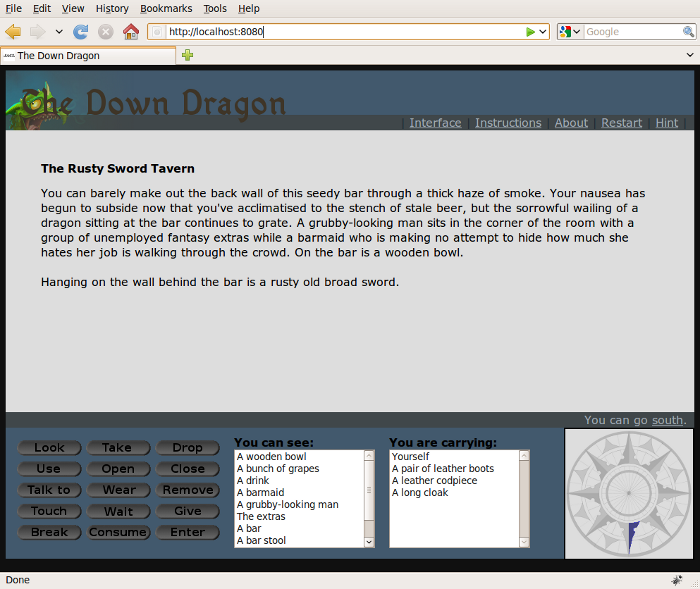 File Edit View History Bookmarks Tools Help
http://localhost:8080
Google
The Down Dragon
The Down Dragon
| Interface | Instructions | About | Restart | Hint |
The Rusty Sword Tavern
You can barely make out the back wall of this seedy bar through a thick haze of smoke. Your nausea has
begun to subside now that you've acclimatised to the stench of stale beer, but the sorrowful wailing of a
dragon sitting at the bar continues to grate. A grubby-looking man sits in the corner of the room with a
group of unemployed fantasy extras while a barmaid who is making no attempt to hide how much she
hates her job is walking through the crowd. On the bar is a wooden bowl.
Hanging on the wall behind the bar is a rusty old broad sword.
You can go south.
Look Take Drop
Use Open Close
Talk to Wear Remove
Touch Wait Give
Break Consume Enter
You can see:
A wooden bowl
A bunch of grapes
A drink
A barmaid
A grubby-looking man
The extras
A bar
A bar stool
You are carrying:
Yourself
A pair of leather boots
A leather codpiece
A long cloak
Done